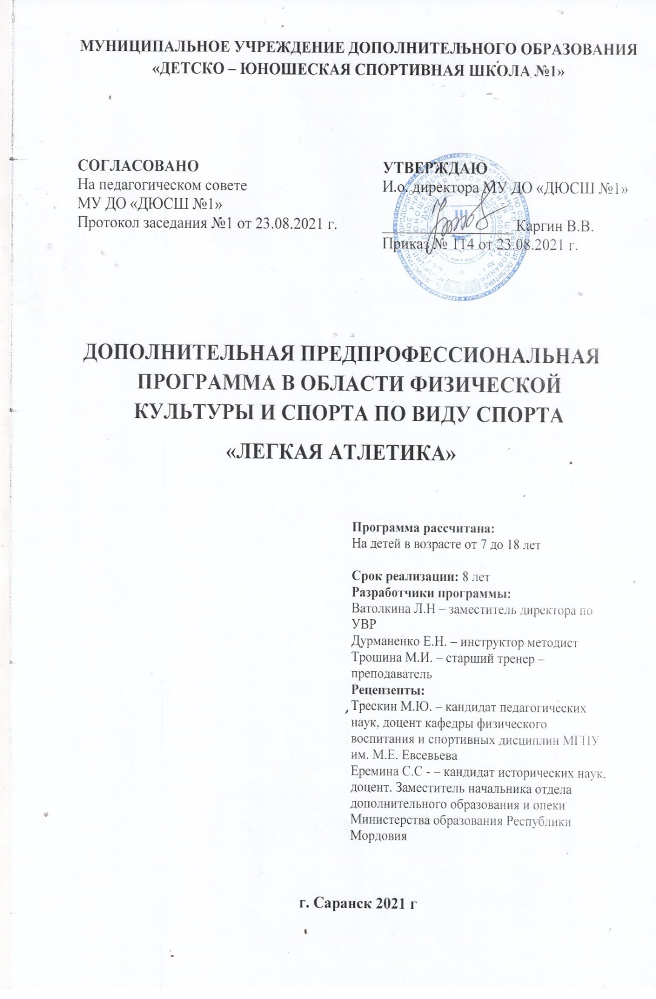 МУНИЦИПАЛЬНОЕ УЧРЕЖДЕНИЕ ДОПОЛНИТЕЛЬНОГО ОБРАЗОВАНИЯ
«ДЕТСКО – ЮНОШЕСКАЯ СПОРТИВНАЯ ШКОЛА №1»
СОГЛАСОВАНО
На педагогическом совете
МУ ДО «ДЮСШ №1»
Протокол заседания №1 от 23.08.2021 г.
УТВЕРЖДАЮ
И.о. директора МУ ДО «ДЮСШ №1»
Каргин В.В.
Приказ № 114 от 23.08.2021 г.
ДОПОЛНИТЕЛЬНАЯ ПРЕДПРОФЕССИОНАЛЬНАЯ
ПРОГРАММА В ОБЛАСТИ ФИЗИЧЕСКОЙ
КУЛЬТУРЫ И СПОРТА ПО ВИДУ СПОРТА
«ЛЕГКАЯ АТЛЕТИКА»
Программа рассчитана:
На детей в возрасте от 7 до 18 лет
Срок реализации: 8 лет
Разработчики программы:
Ватолкина Л.Н – заместитель директора по
УВР
Дурманенко Е.Н. – инструктор методист
Трошина М.И. – старший тренер –
преподаватель
Рецензенты:
Трескин М.Ю. – кандидат педагогических
наук, доцент кафедры физического
воспитания и спортивных дисциплин МГПУ
им. М.Е. Евсевьева
Еремина С.С - – кандидат исторических наук,
доцент. Заместитель начальника отдела
дополнительного образования и опеки
Министерства образования Республики
Мордовия
г. Саранск 2021 г